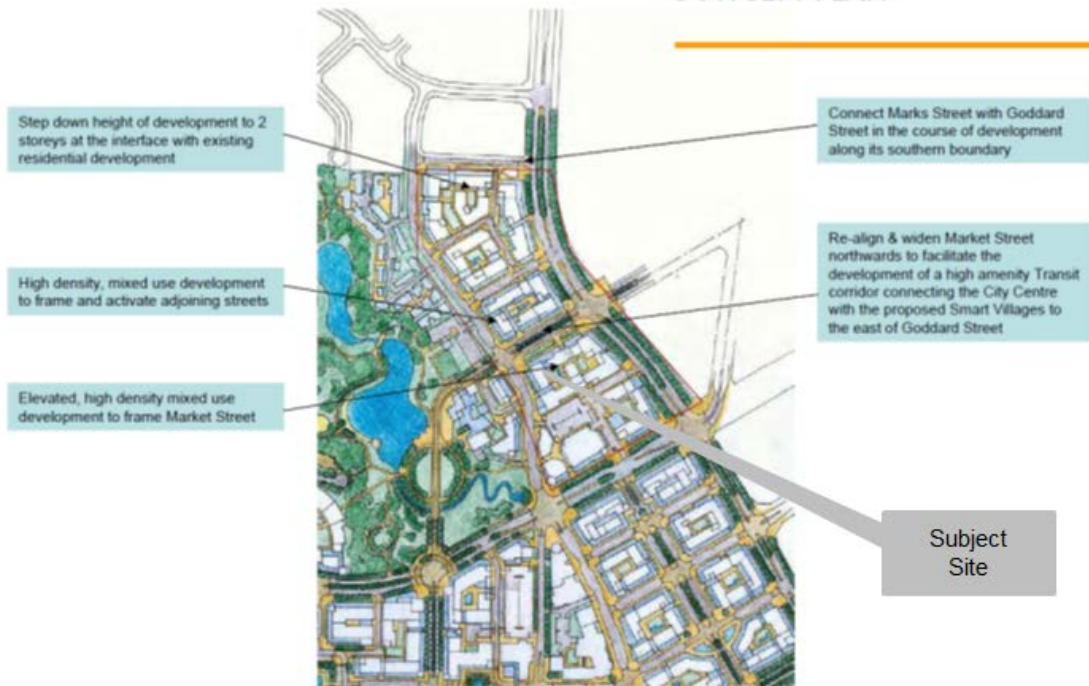 Step down height of development to 2
storeys at the interface with existing
residential development
High density, mixed use development
to frame and activate adjoining streets
Elevated, high density mixed use
development to frame Market Street
Connect Marks Street with Goddard
Street in the course of development
along its southern boundary
Re-align & widen Market Street
northwards to facilitate the
development of a high amenity Transit
corridor connecting the City Centre
with the proposed Smart Villages to
the east of Goddard Street
Subject
Site